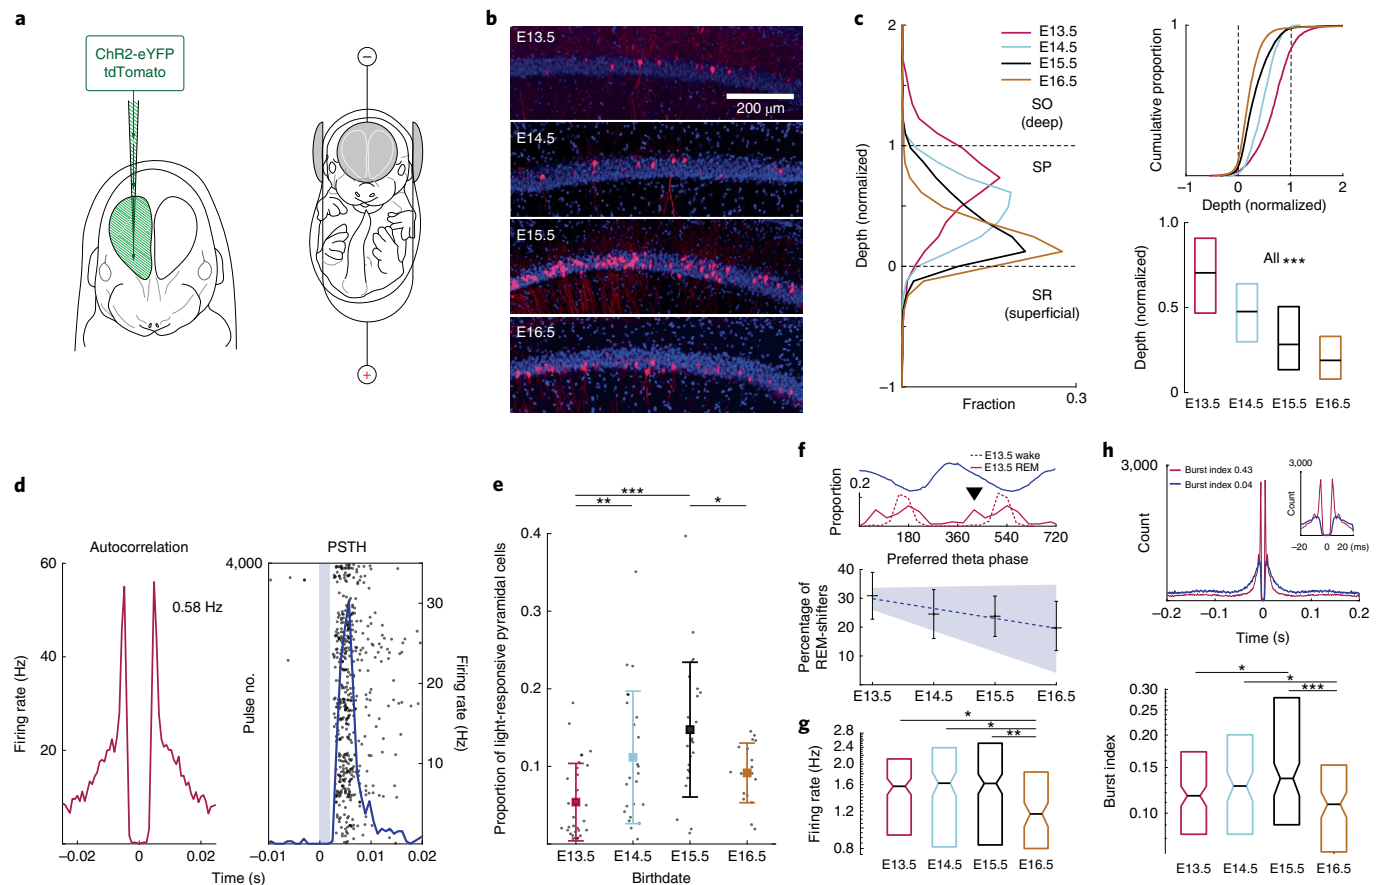 a
ChR2-eYFP
tdTomato
−
+
b
E13.5
200 μm
E14.5
E15.5
E16.5
c
2
1
0
−1
Depth (normalized)
Fraction
0.3
E13.5
E14.5
E15.5
E16.5
SO
(deep)
SP
SR
(superficial)
1
0
Cumulative proportion
−1 0 1 2
Depth (normalized)
1.0
0.5
0
Depth (normalized)
All ***
E13.5 E14.5 E15.5 E16.5
d
Autocorrelation
60
40
20
Firing rate (Hz)
0.58 Hz
−0.02 0 0.02
PSTH
4,000
Pulse no.
30
20
10
Firing rate (Hz)
−0.01 0 0.01 0.02
Time (s)
e
***
**
*
0.4
0.3
0.2
0.1
Proportion of light-responsive pyramidal cells
E13.5 E14.5 E15.5 E16.5
Birthdate
f
E13.5 wake
E13.5 REM
0.2
Proportion
180 360 540 720
Preferred theta phase
40
30
20
10
Percentage of
REM-shifters
E13.5 E14.5 E15.5 E16.5
g
*
*
**
2.8
2.4
2.0
1.6
1.2
0.8
Firing rate (Hz)
E13.5 E14.5 E15.5 E16.5
h
3,000
Burst index 0.43
Burst index 0.04
Count
0
−0.2 −0.1 0 0.1 0.2
Time (s)
3,000
Count
0
−20 0 20 (ms)
*
*
***
0.30
0.25
0.20
0.15
0.10
Burst index
E13.5 E14.5 E15.5 E16.5